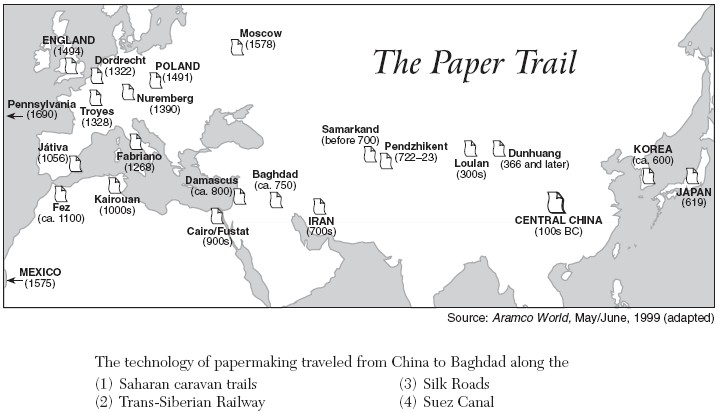 The Paper Trail
Moscow
(1578)
ENGLAND
(1494)
Dordrecht
(1322)
POLAND
(1491)
Pennsylvania
(1690)
Troyes
(1328)
Nuremberg
(1390)
Játiva
(1056)
Fabriano
(1268)
Fez
(ca. 1100)
Kairouan
(1000s)
Damascus
(ca. 800)
Baghdad
(ca. 750)
Cairo/Fustat
(900s)
IRAN
(700s)
Samarkand
(before 700)
Pendzhikent
(722–23)
Loulan
(300s)
Dunhuang
(366 and later)
KOREA
(ca. 600)
JAPAN
(619)
CENTRAL CHINA
(100s BC)
MEXICO
(1575)
Source: Aramco World, May/June, 1999 (adapted)
The technology of papermaking traveled from China to Baghdad along the
(1) Saharan caravan trails
(2) Trans-Siberian Railway
(3) Silk Roads
(4) Suez Canal